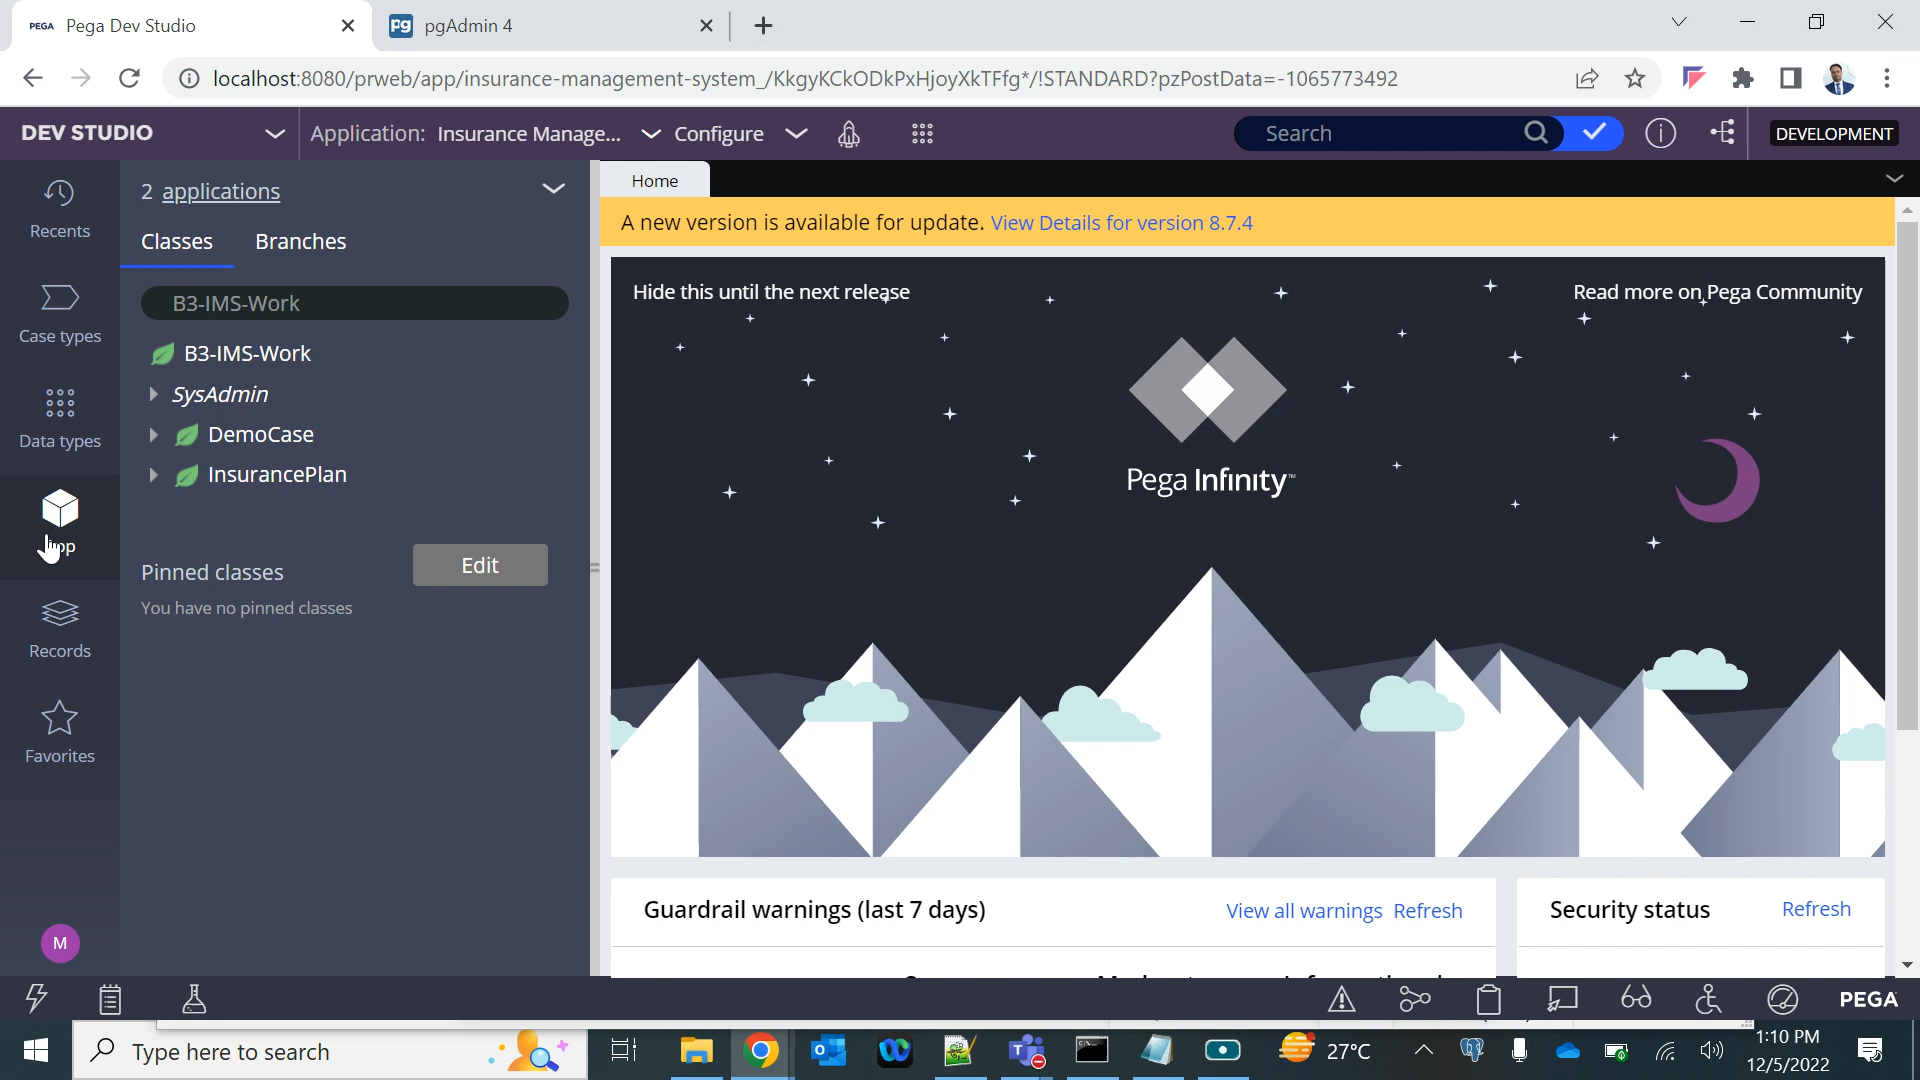 PEGA Pega Dev Studio
pg pgAdmin 4
localhost:8080/prweb/app/insurance-management-system_/KkgyKCkODkPxHjoyXkTFfg*/!STANDARD?pzPostData=-1065773492
DEV STUDIO
Application: Insurance Manage...
Configure
Search
DEVELOPMENT
Recents
Case types
Data types
Records
Favorites
M
2 applications
Classes
Branches
B3-IMS-Work
B3-IMS-Work
SysAdmin
DemoCase
InsurancePlan
Pinned classes
Edit
You have no pinned classes
Home
A new version is available for update. View Details for version 8.7.4
Hide this until the next release
Read more on Pega Community
Pega Infinity™
Guardrail warnings (last 7 days)
View all warnings Refresh
Security status
Refresh
PEGA
Type here to search
27°C
1:10 PM
12/5/2022